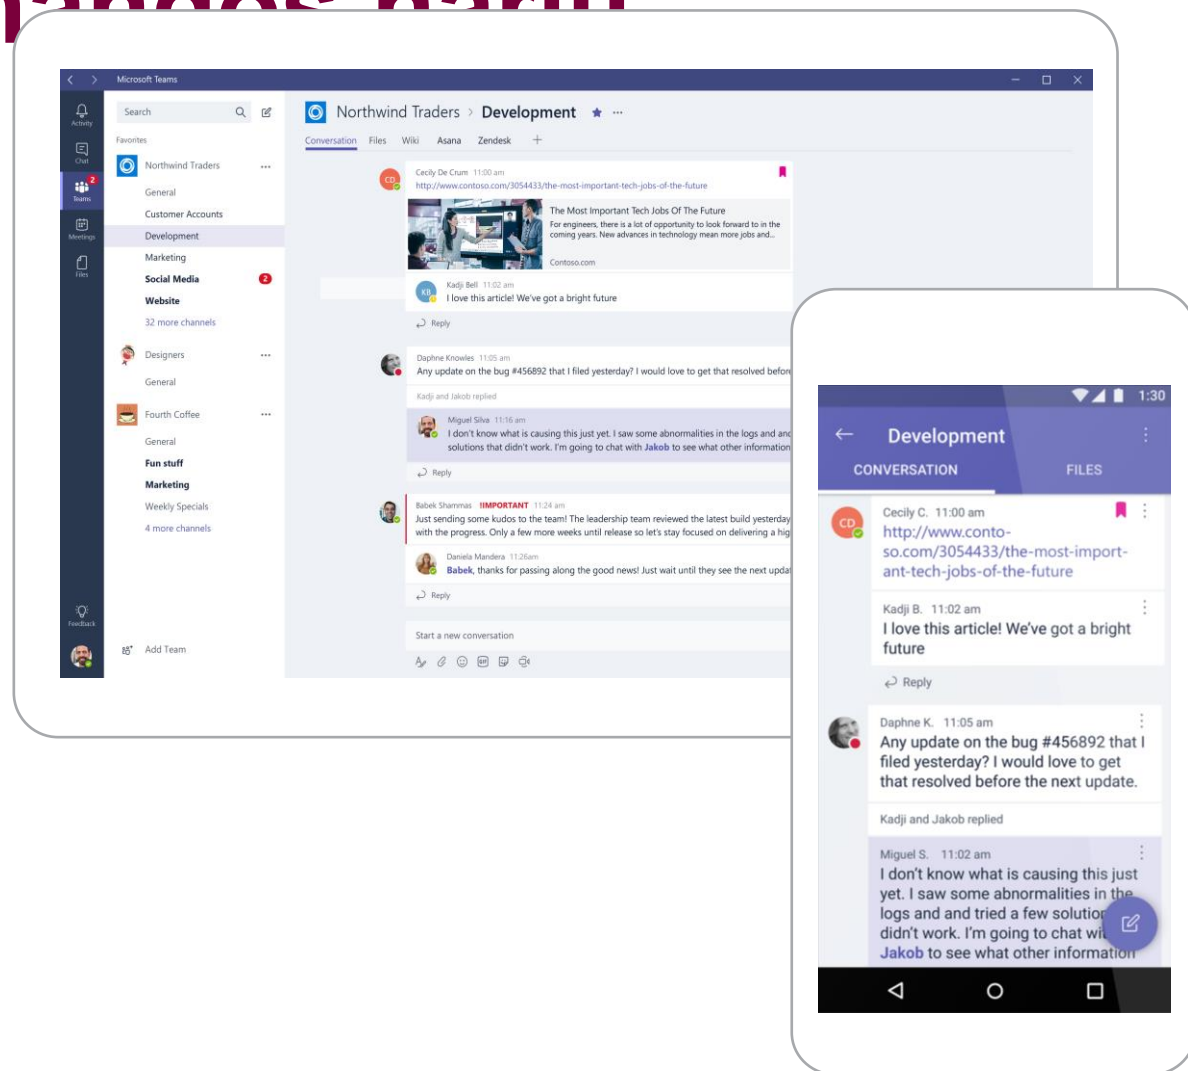 Microsoft Teams
Activity
Chat
2
Teams
Meetings
Files
Feedback
Search
Favorites
Northwind Traders
General
Customer Accounts
Development
Marketing
Social Media 2
Website
32 more channels
Designers
General
Fourth Coffee
General
Fun stuff
Marketing
Weekly Specials
4 more channels
Add Team
Northwind Traders > Development
Conversation Files Wiki Asana Zendesk +
CD
Cecily De Crum 11:00 am
http://www.contoso.com/3054433/the-most-important-tech-jobs-of-the-future
The Most Important Tech Jobs Of The Future
For engineers, there is a lot of opportunity to look forward to in the
coming years. New advances in technology mean more jobs and...
Contoso.com
KB
Kadji Bell 11:02 am
I love this article! We've got a bright future
Reply
Daphne Knowles 11:05 am
Any update on the bug #456892 that I filed yesterday? I would love to get that resolved before
Kadji and Jakob replied
Miguel Silva 11:16 am
I don't know what is causing this just yet. I saw some abnormalities in the logs and and
solutions that didn't work. I'm going to chat with Jakob to see what other information
Reply
Babek Shammas !!IMPORTANT 11:24 am
Just sending some kudos to the team! The leadership team reviewed the latest build yesterday
with the progress. Only a few more weeks until release so let's stay focused on delivering a hig
Daniela Mandera 11:26am
Babek, thanks for passing along the good news! Just wait until they see the next upda
Reply
Start a new conversation
GIF
1:30
Development
CONVERSATION FILES
CD
Cecily C. 11:00 am
http://www.conto-
so.com/3054433/the-most-import-
ant-tech-jobs-of-the-future
Kadji B. 11:02 am
I love this article! We've got a bright
future
Reply
Daphne K. 11:05 am
Any update on the bug #456892 that I
filed yesterday? I would love to get
that resolved before the next update.
Kadji and Jakob replied
Miguel S. 11:02 am
I don't know what is causing this just
yet. I saw some abnormalities in the
logs and and tried a few solution
didn't work. I'm going to chat wi
Jakob to see what other information